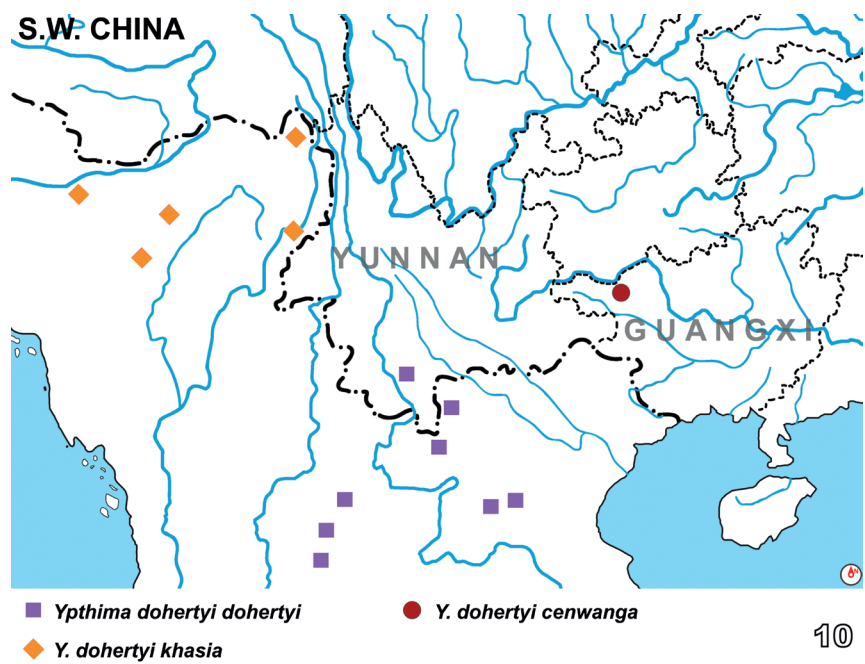 S.W. CHINA
YUNNAN
GUANGXI
N
Ypthima dohertyi dohertyi
Y. dohertyi cenwanga
Y. dohertyi khasia
10